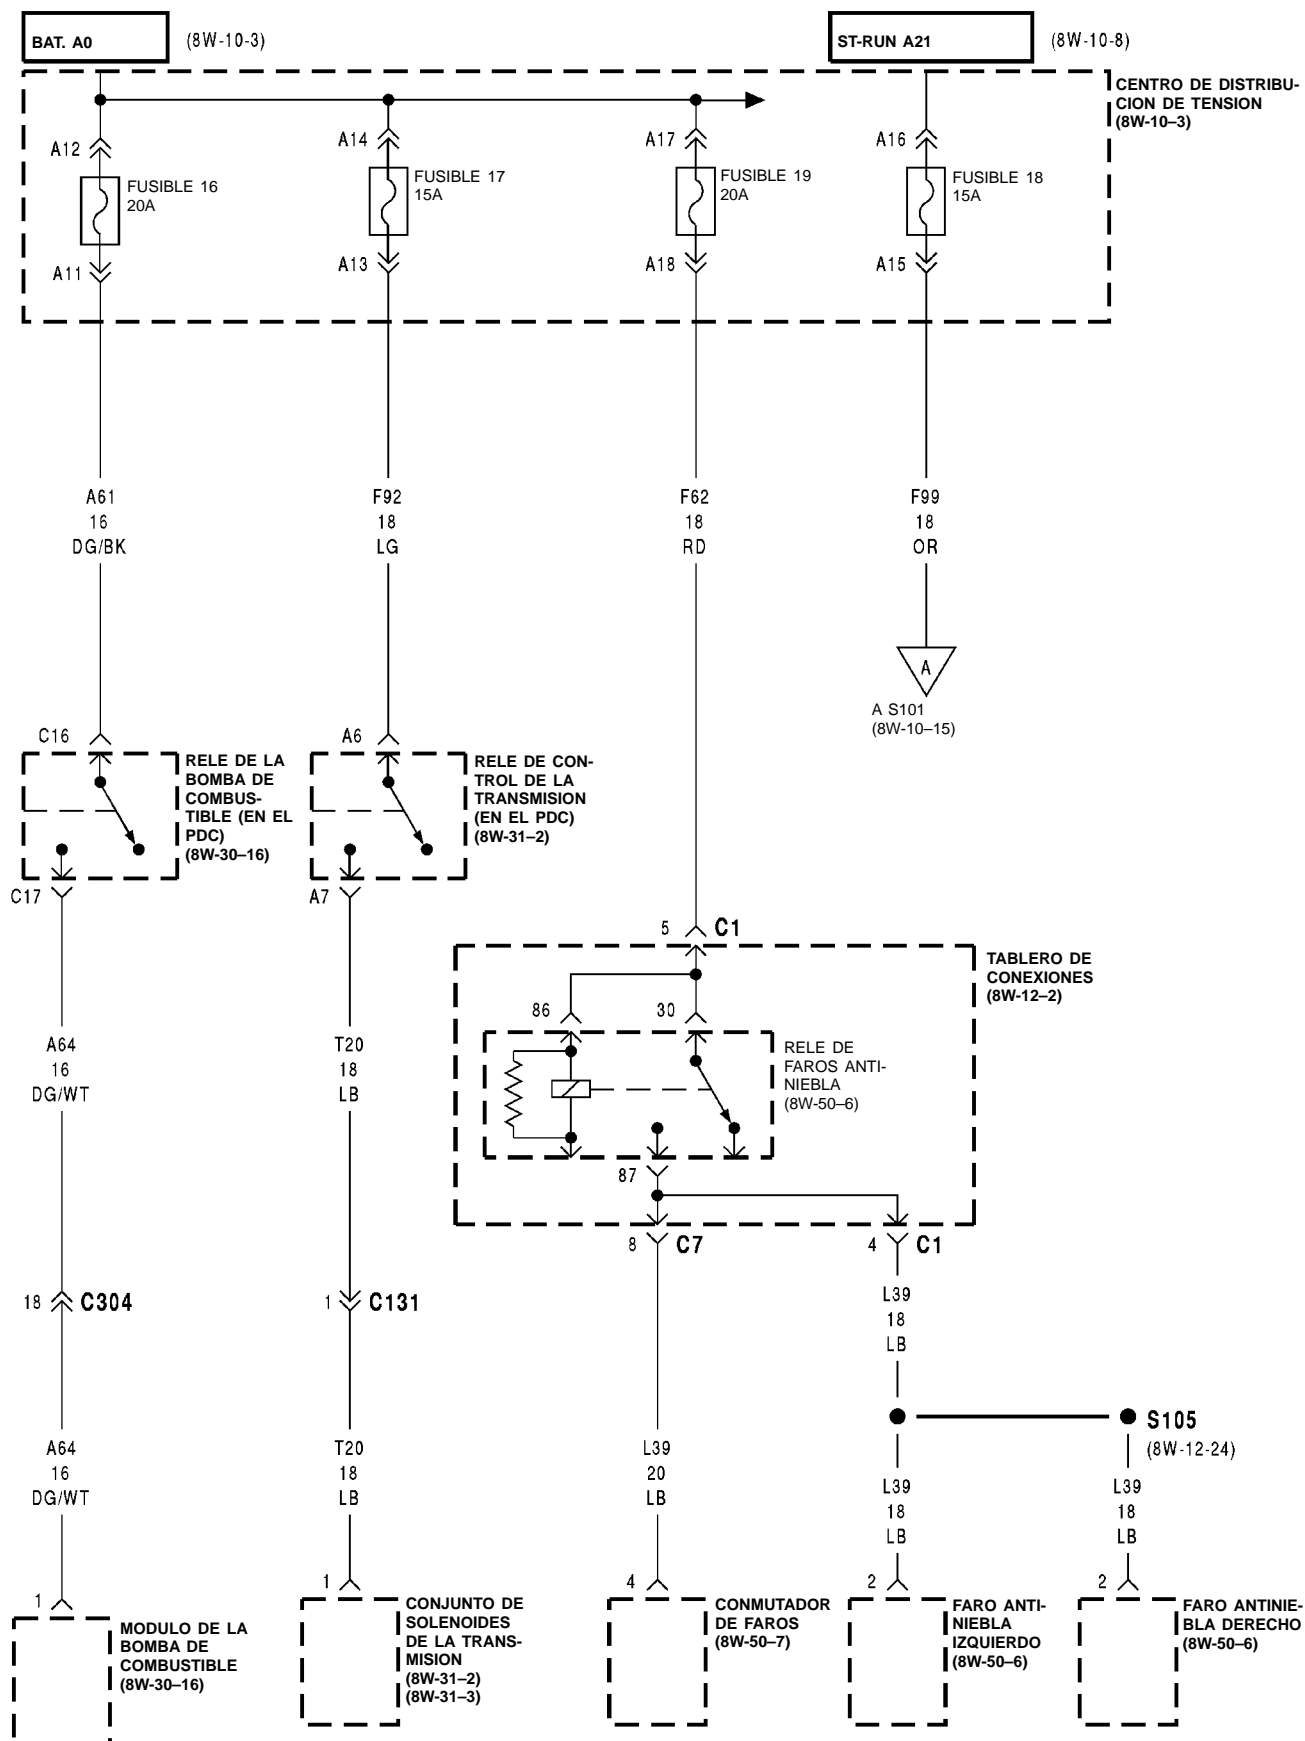 BAT. A0
(8W-10-3)
ST-RUN A21
(8W-10-8)
CENTRO DE DISTRIBU-
CION DE TENSION
(8W-10–3)
A12
A14
A17
A16
FUSIBLE 16
20A
FUSIBLE 17
15A
FUSIBLE 19
20A
FUSIBLE 18
15A
A11
A13
A18
A15
A61
16
DG/BK
F92
18
LG
F62
18
RD
F99
18
OR
A
A S101
(8W-10–15)
C16
RELE DE LA
BOMBA DE
COMBUS-
TIBLE (EN EL
PDC)
(8W-30–16)
C17
A6
RELE DE CON-
TROL DE LA
TRANSMISION
(EN EL PDC)
(8W-31–2)
A7
5
C1
TABLERO DE
CONEXIONES
(8W-12–2)
86
30
RELE DE
FAROS ANTI-
NIEBLA
(8W-50–6)
87
8
C7
4
C1
A64
16
DG/WT
T20
18
LB
L39
18
LB
18
C304
1
C131
S105
(8W-12-24)
A64
16
DG/WT
T20
18
LB
L39
20
LB
L39
18
LB
L39
18
LB
1
MODULO DE LA
BOMBA DE
COMBUSTIBLE
(8W-30–16)
1
CONJUNTO DE
SOLENOIDES
DE LA TRANS-
MISION
(8W-31–2)
(8W-31–3)
4
CONMUTADOR
DE FAROS
(8W-50–7)
2
FARO ANTI-
NIEBLA
IZQUIERDO
(8W-50–6)
2
FARO ANTINIE-
BLA DERECHO
(8W-50–6)